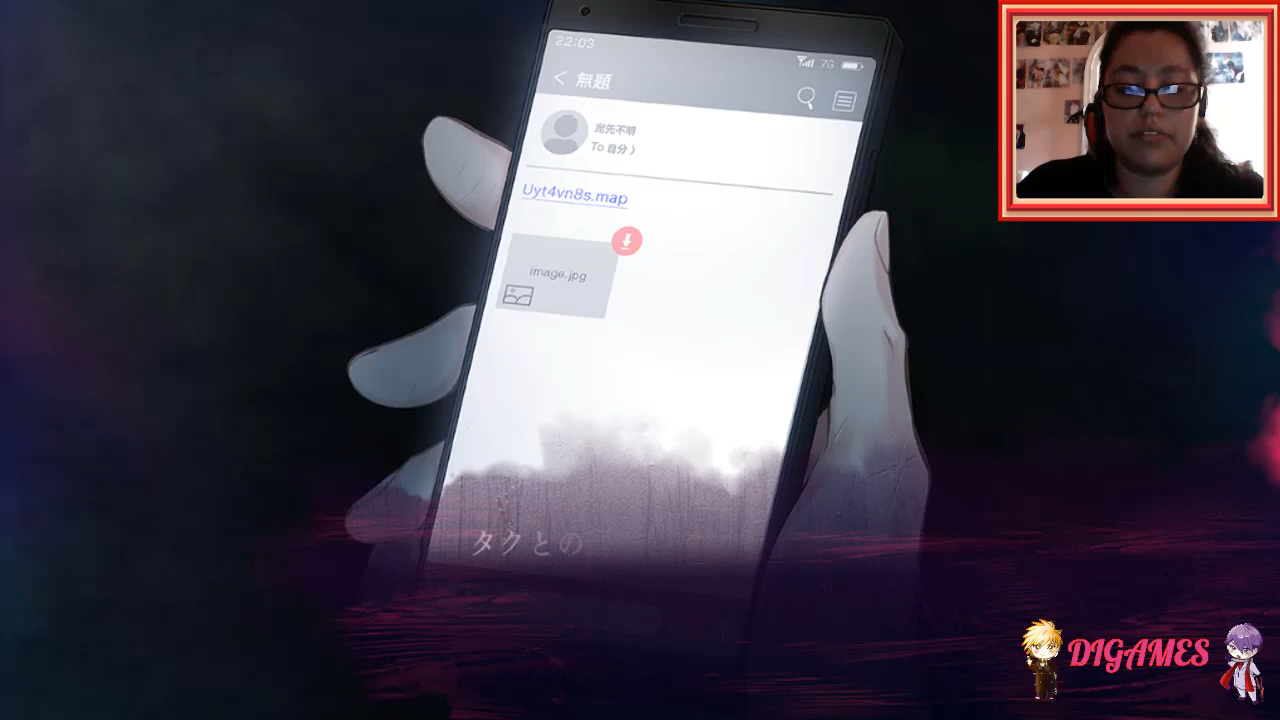 22:03
7G
無題
宛先不明
To 自分 〉
Uyt4vn8s.map
image.jpg
タクとの
DIGAMES